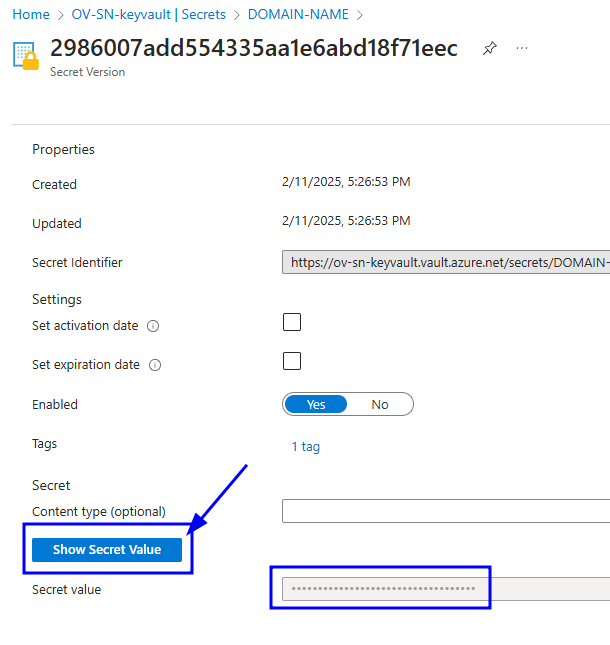 Home > OV-SN-keyvault | Secrets > DOMAIN-NAME >
2986007add554335aa1e6abd18f71eec
Secret Version
Properties
Created 2/11/2025, 5:26:53 PM
Updated 2/11/2025, 5:26:53 PM
Secret Identifier https://ov-sn-keyvault.vault.azure.net/secrets/DOMAIN-
Settings
Set activation date
Set expiration date
Enabled Yes No
Tags 1 tag
Secret
Content type (optional)
Show Secret Value
Secret value ••••••••••••••••••••••••••••••••••